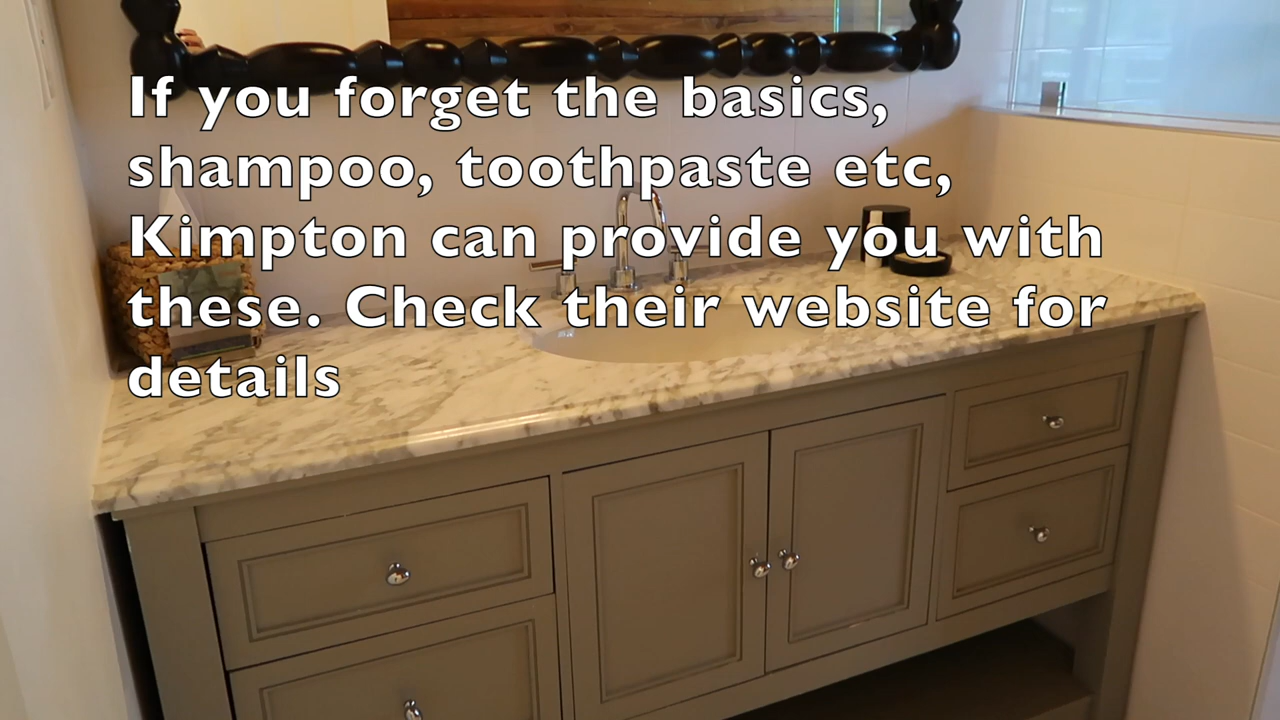 If you forget the basics,
shampoo, toothpaste etc,
Kimpton can provide you with
these. Check their website for
details